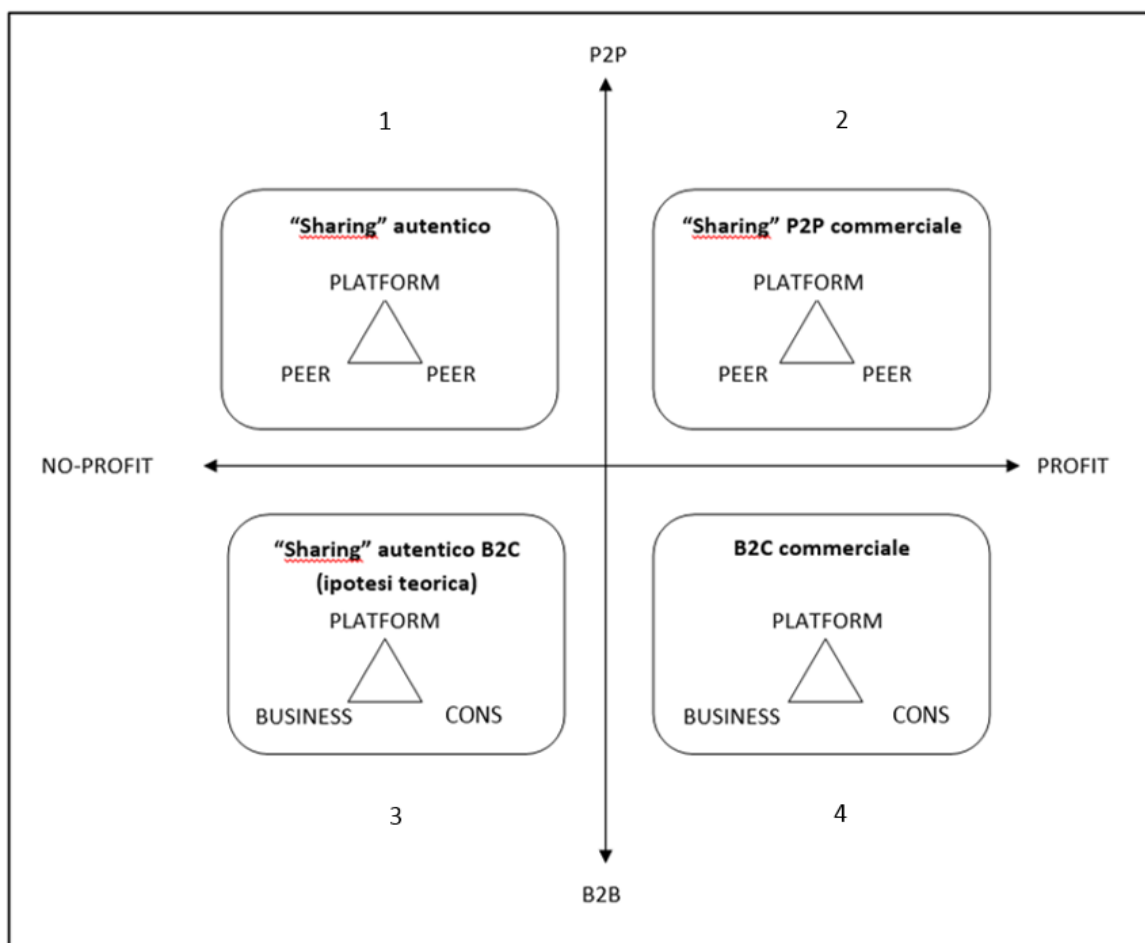 P2P
1
2
“Sharing” autentico
PLATFORM
PEER PEER
“Sharing” P2P commerciale
PLATFORM
PEER PEER
NO-PROFIT
PROFIT
“Sharing” autentico B2C
(ipotesi teorica)
PLATFORM
BUSINESS CONS
B2C commerciale
PLATFORM
BUSINESS CONS
3
4
B2B